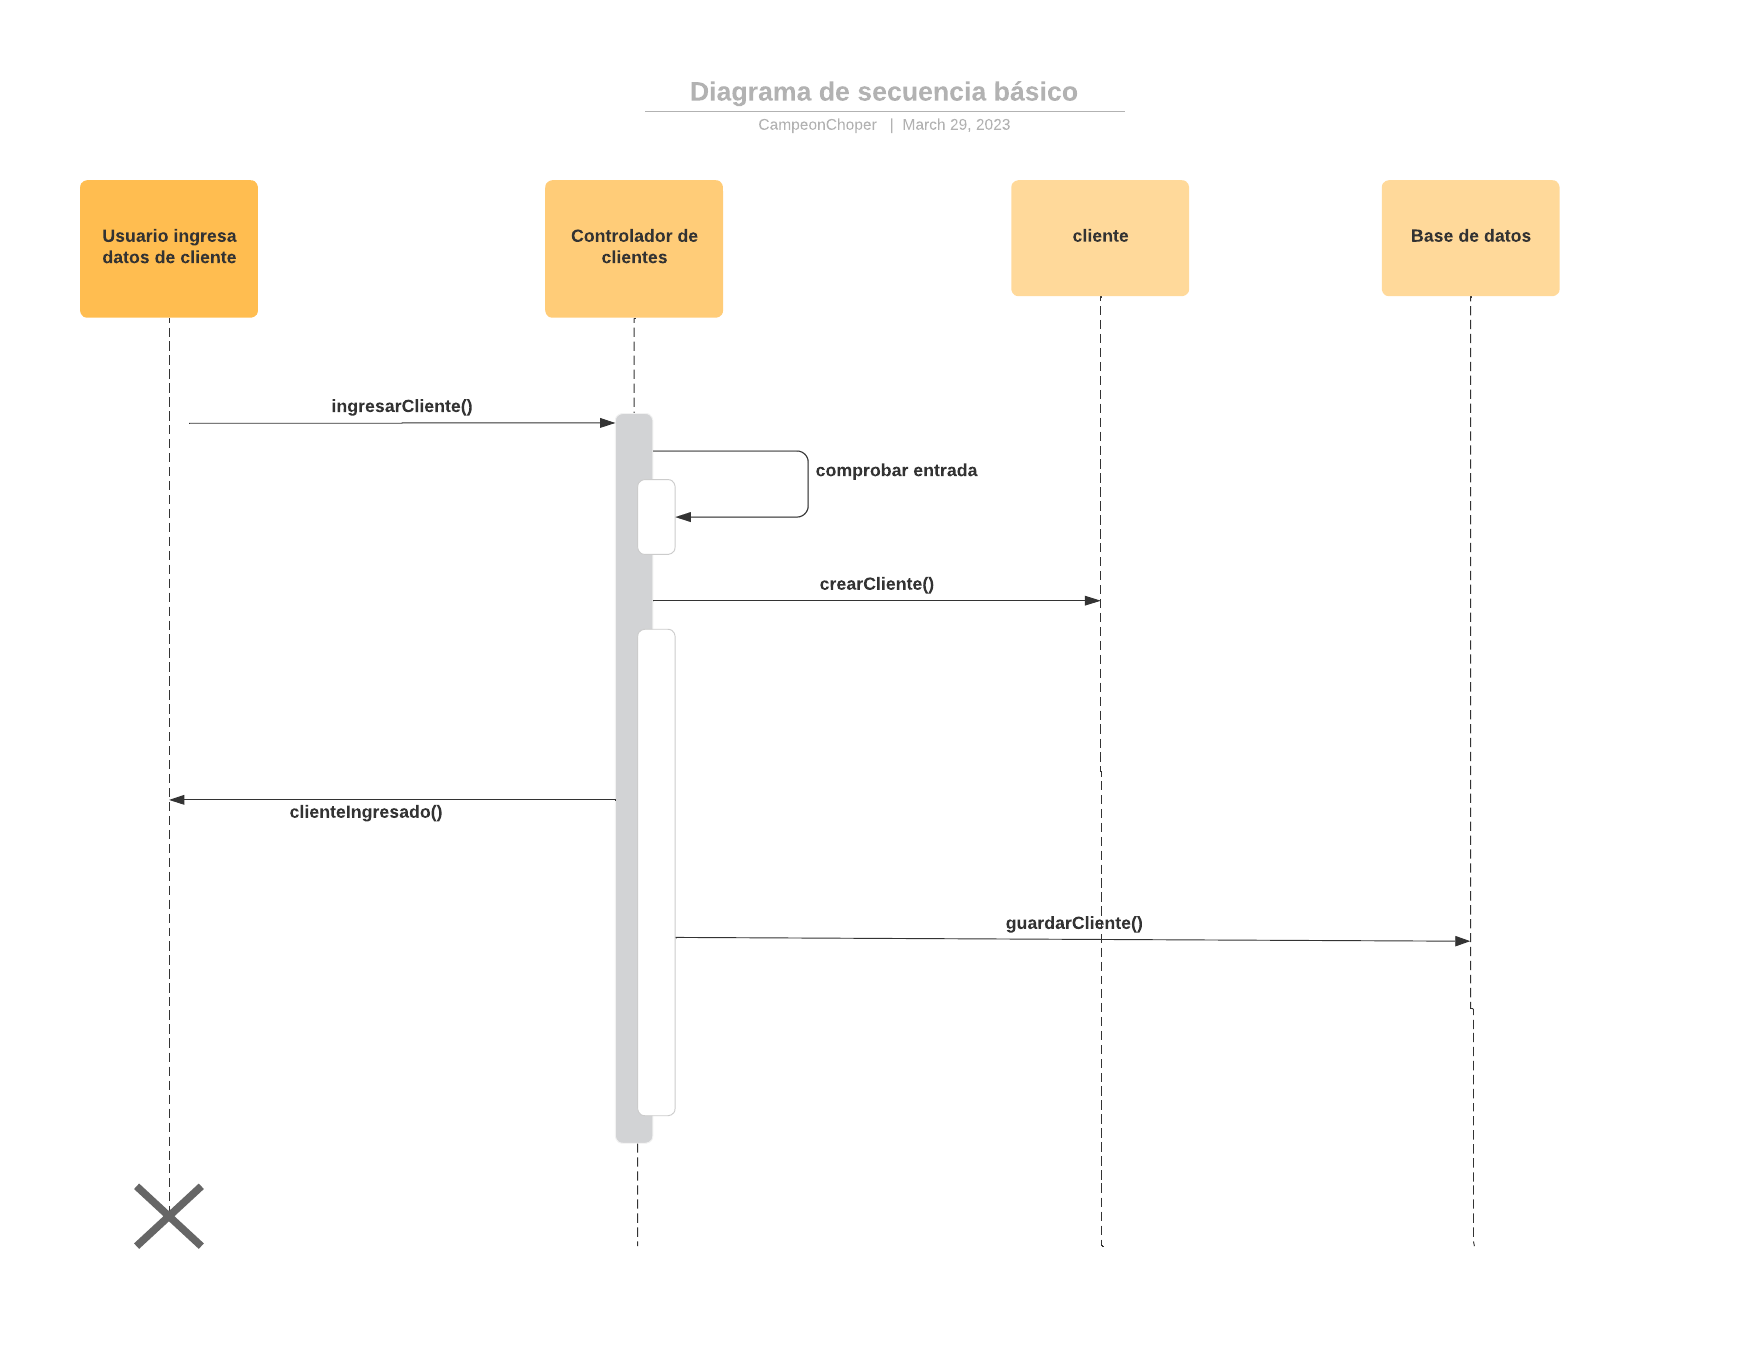 Diagrama de secuencia básico
CampeonChoper | March 29, 2023
Usuario ingresa
datos de cliente
Controlador de
clientes
cliente
Base de datos
ingresarCliente()
comprobar entrada
crearCliente()
clienteIngresado()
guardarCliente()